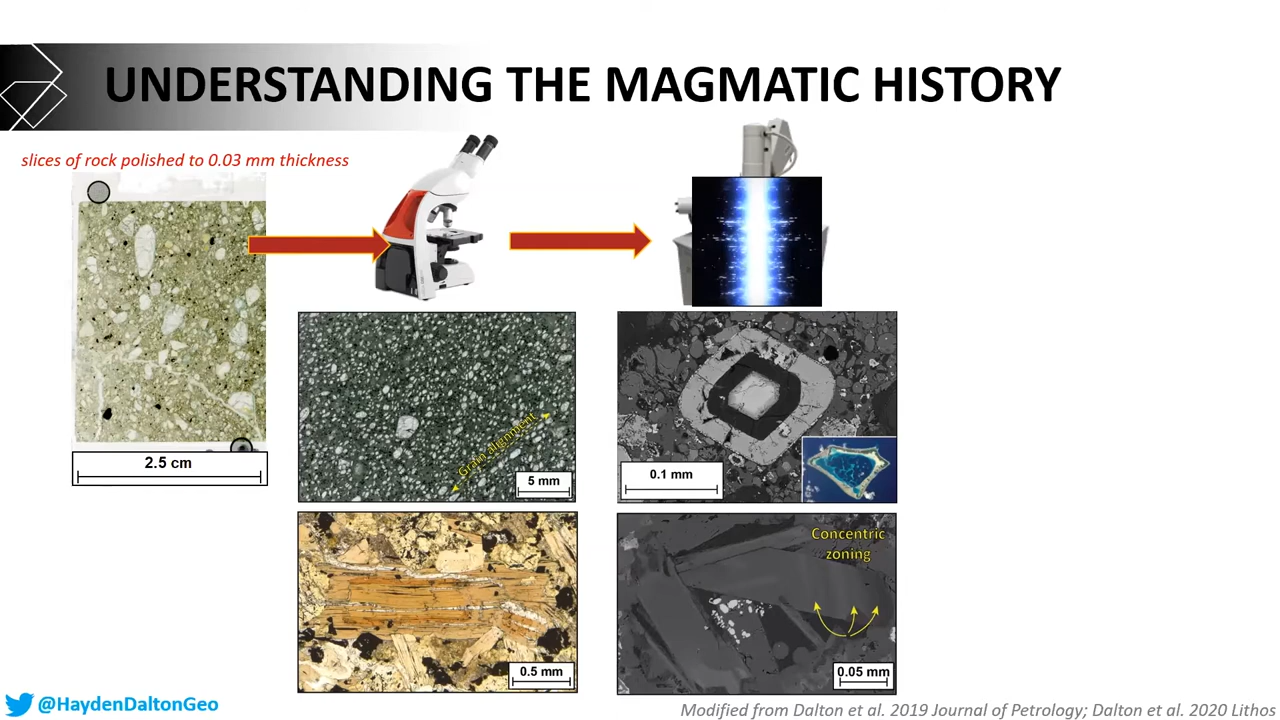 UNDERSTANDING THE MAGMATIC HISTORY
slices of rock polished to 0.03 mm thickness
2.5 cm
Grain alignment
5 mm
0.1 mm
0.5 mm
Concentric
zoning
0.05 mm
@HaydenDaltonGeo
Modified from Dalton et al. 2019 Journal of Petrology; Dalton et al. 2020 Lithos